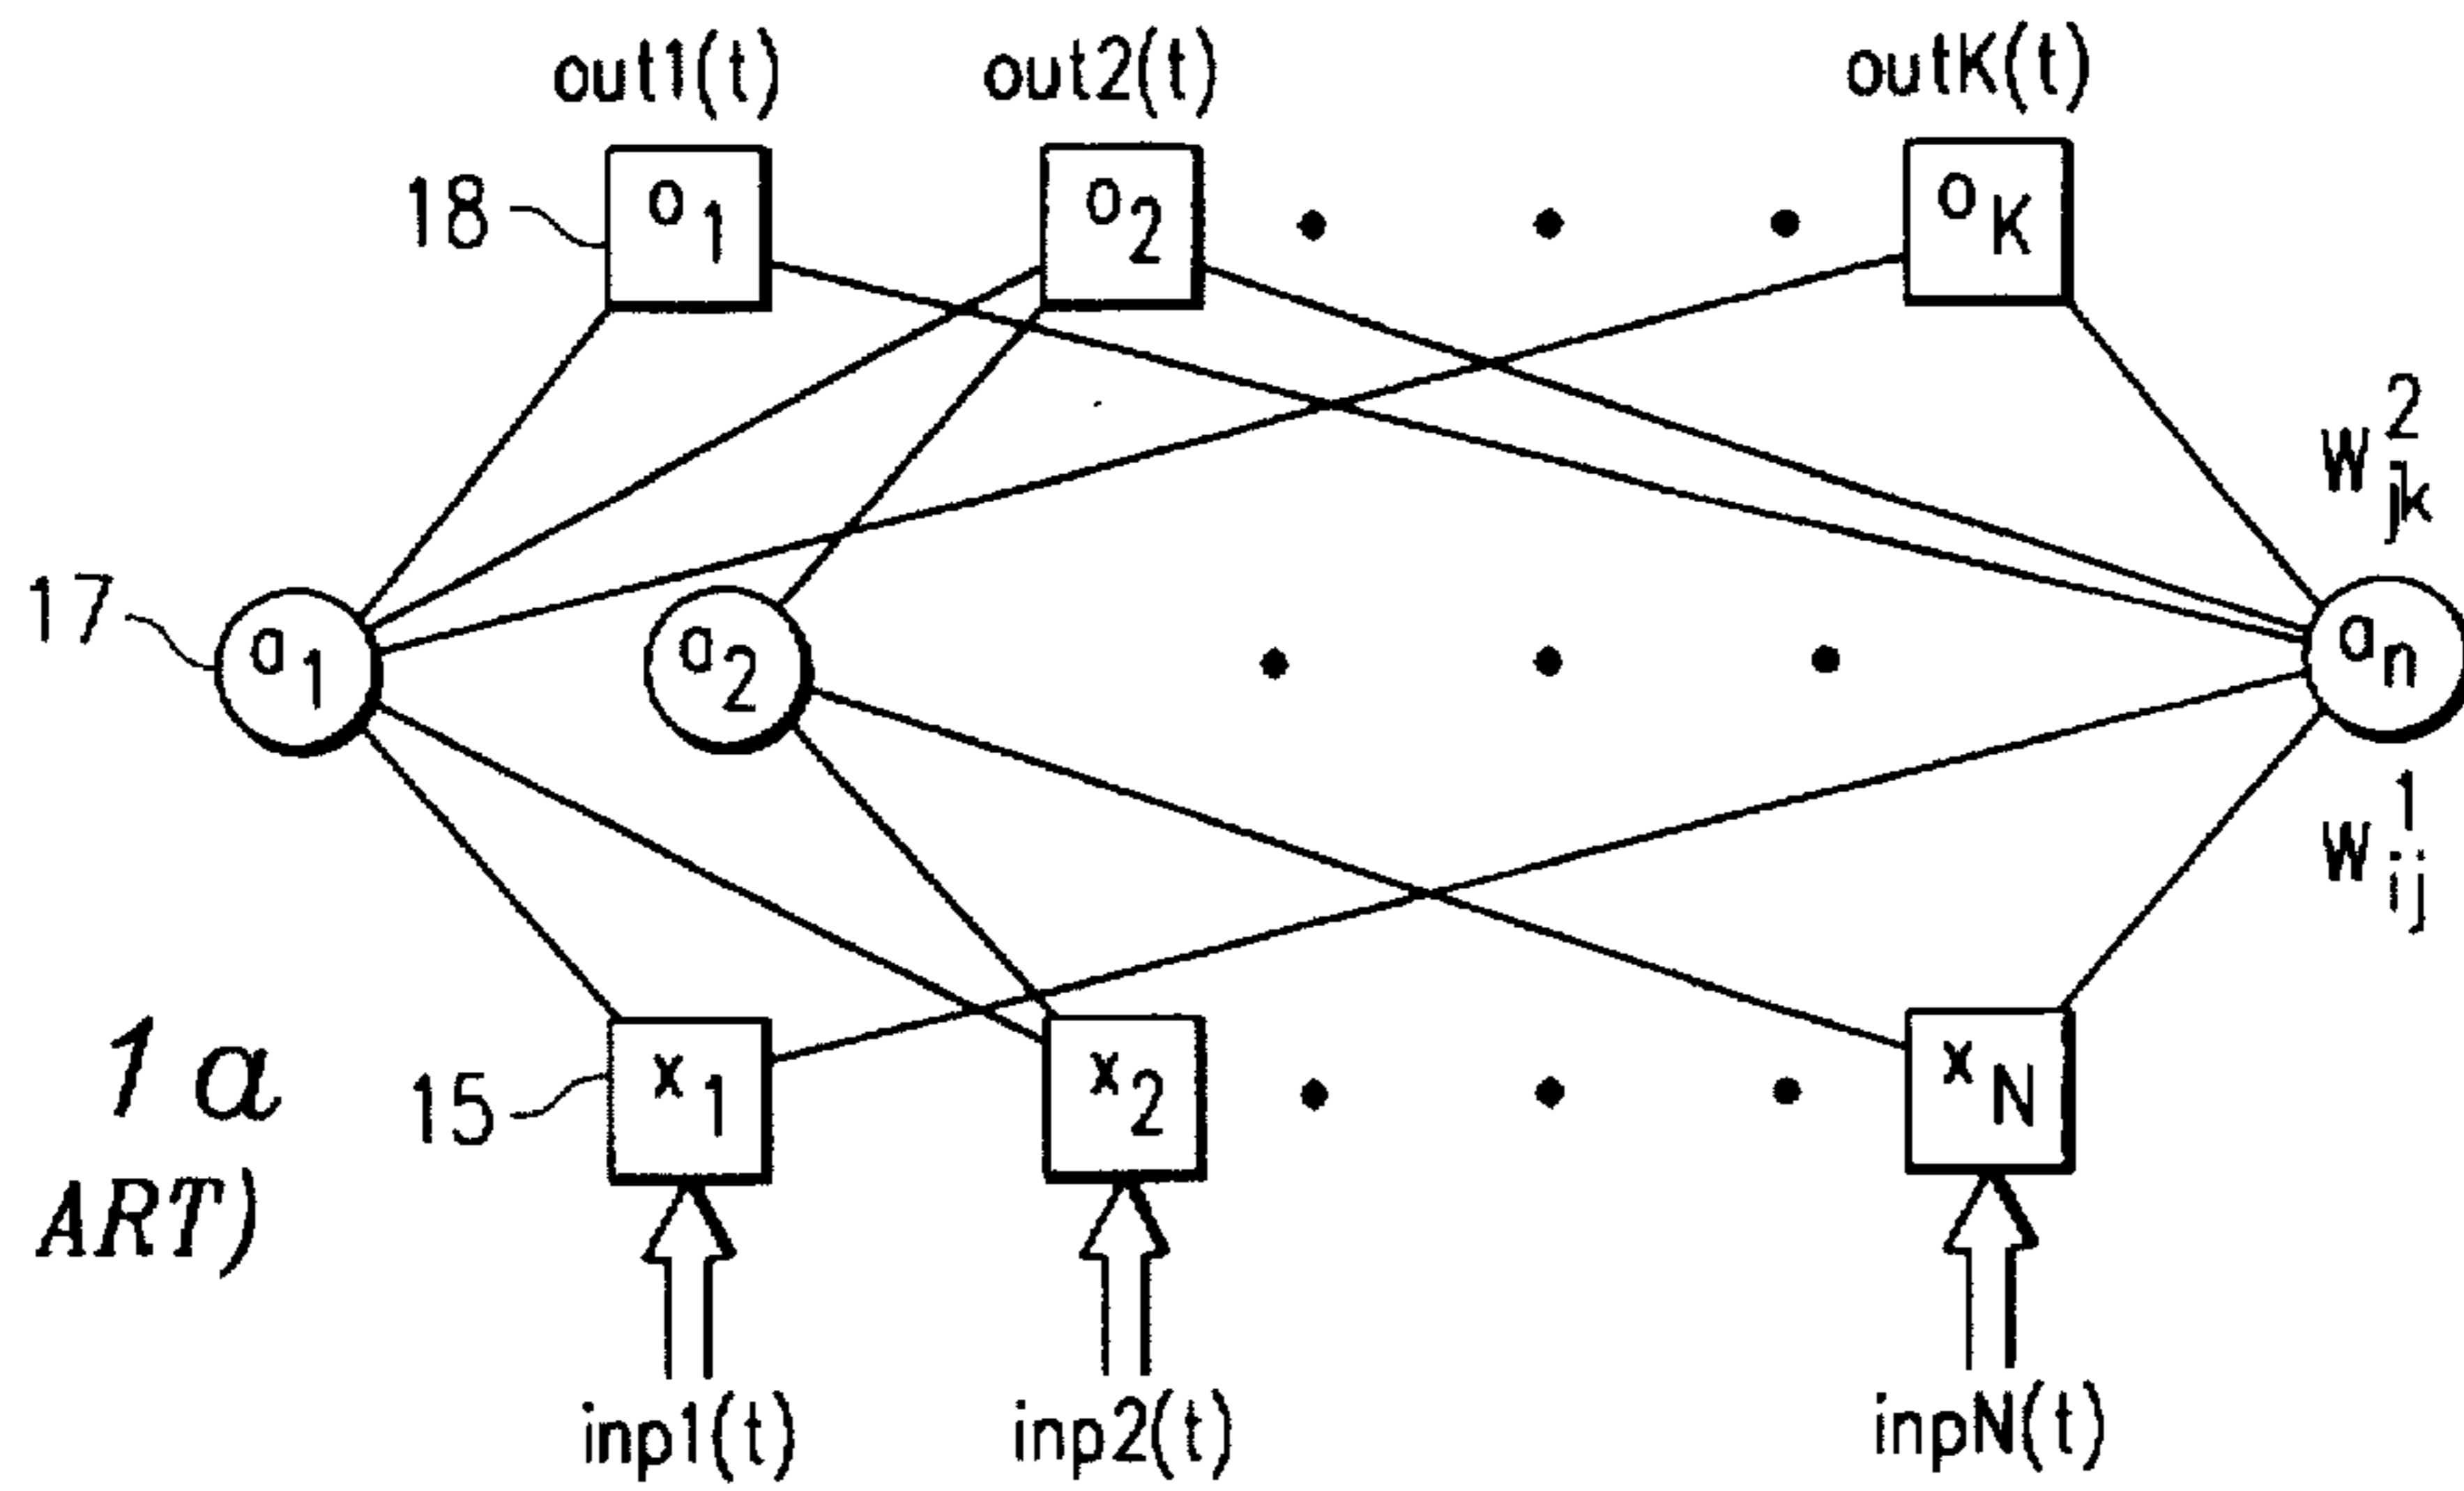 out1(t) out2(t) outK(t)
18 o1 o2 oK
W2jk
17 a1 a2 an
W1ij
1a 15 x1 x2 xN
ART)
inp1(t) inp2(t) inpN(t)